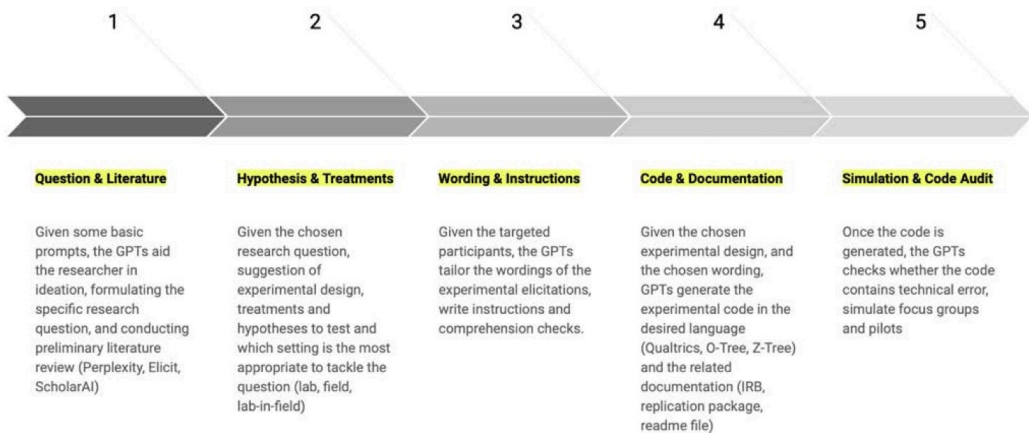 1
2
3
4
5
Question & Literature
Given some basic
prompts, the GPTs aid
the researcher in
ideation, formulating the
specific research
question, and conducting
preliminary literature
review (Perplexity, Elicit,
ScholarAI)
Hypothesis & Treatments
Given the chosen
research question,
suggestion of
experimental design,
treatments and
hypotheses to test and
which setting is the most
appropriate to tackle the
question (lab, field,
lab-in-field)
Wording & Instructions
Given the targeted
participants, the GPTs
tailor the wordings of the
experimental elicitations,
write instructions and
comprehension checks.
Code & Documentation
Given the chosen
experimental design, and
the chosen wording,
GPTs generate the
experimental code in the
desired language
(Qualtrics, O-Tree, Z-Tree)
and the related
documentation (IRB,
replication package,
readme file)
Simulation & Code Audit
Once the code is
generated, the GPTs
checks whether the code
contains technical error,
simulate focus groups
and pilots